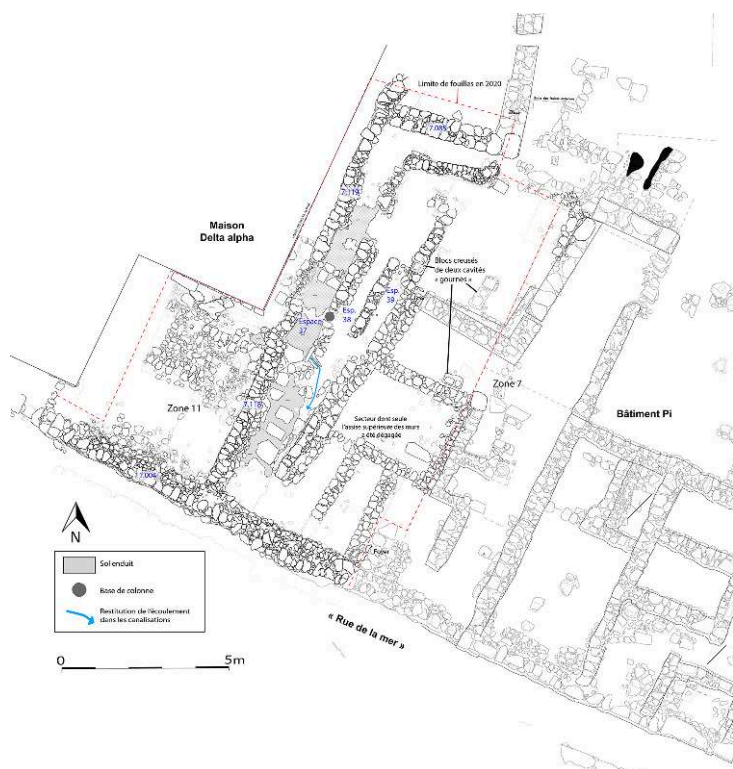 Limite de fouilles en 2020
7.085
7.119
Maison
Delta alpha
Blocs creusés
de deux cavités
« gournes »
Esp.
39
Esp.
38
Espace
37
Zone 7
Zone 11
7.118
Bâtiment Pi
Secteur dont seule
l'assise supérieure des murs
a été dégagée
7.004
N
Sol enduit
Base de colonne
Restitution de l'écoulement
dans les canalisations
« Rue de la mer »
0
5m